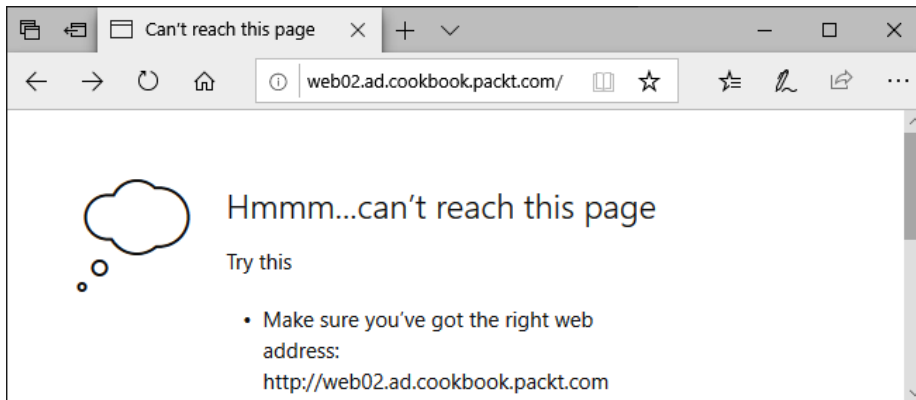 Can't reach this page
web02.ad.cookbook.packt.com/
Hmmm...can't reach this page
Try this
• Make sure you've got the right web
address:
http://web02.ad.cookbook.packt.com